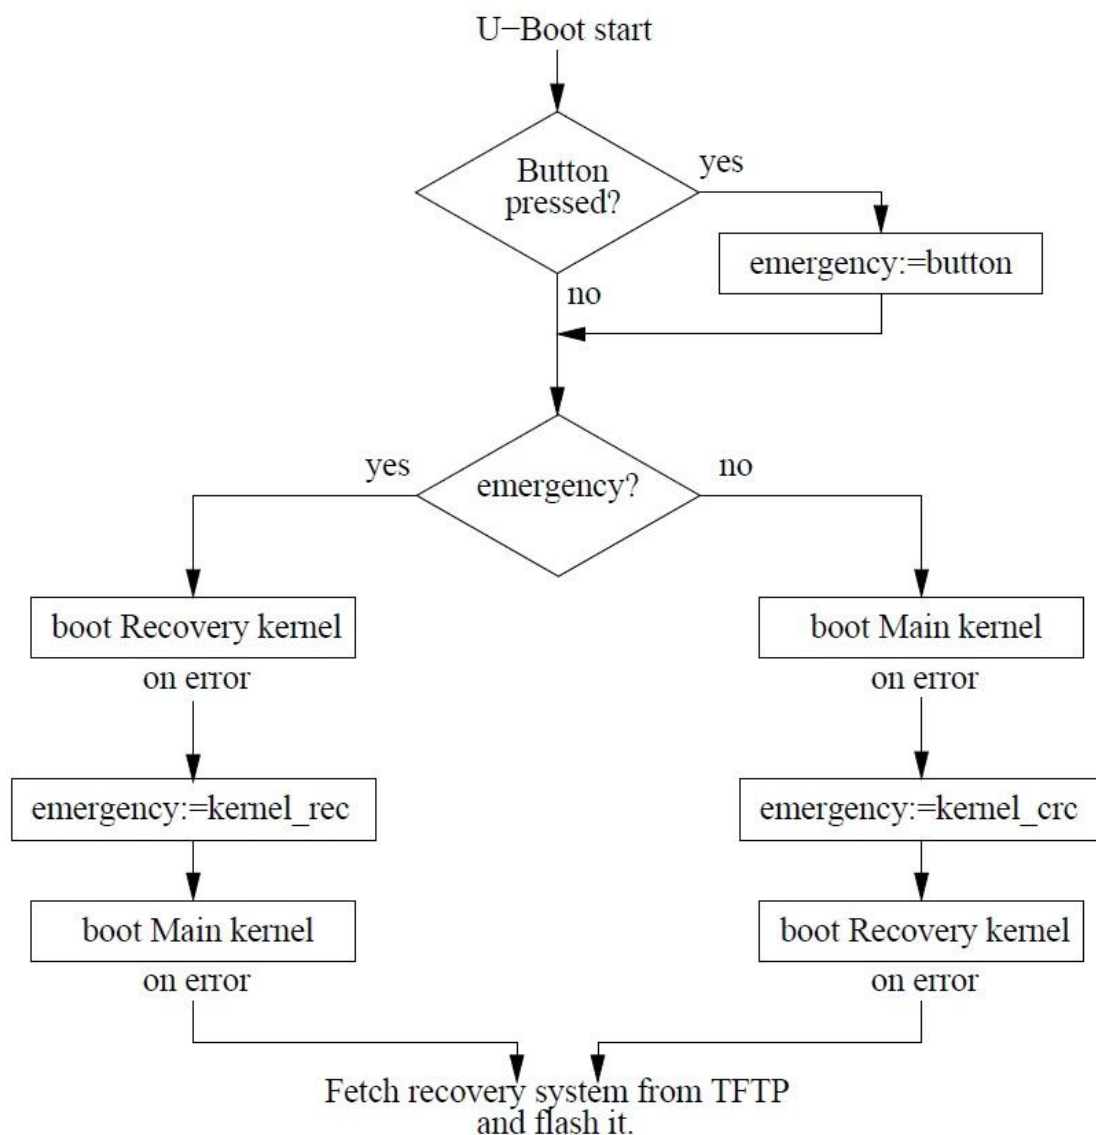 U−Boot start
Button
pressed?
yes
emergency:=button
no
emergency?
yes
no
boot Recovery kernel
on error
boot Main kernel
on error
emergency:=kernel_rec
emergency:=kernel_crc
boot Main kernel
on error
boot Recovery kernel
on error
Fetch recovery system from TFTP
and flash it.